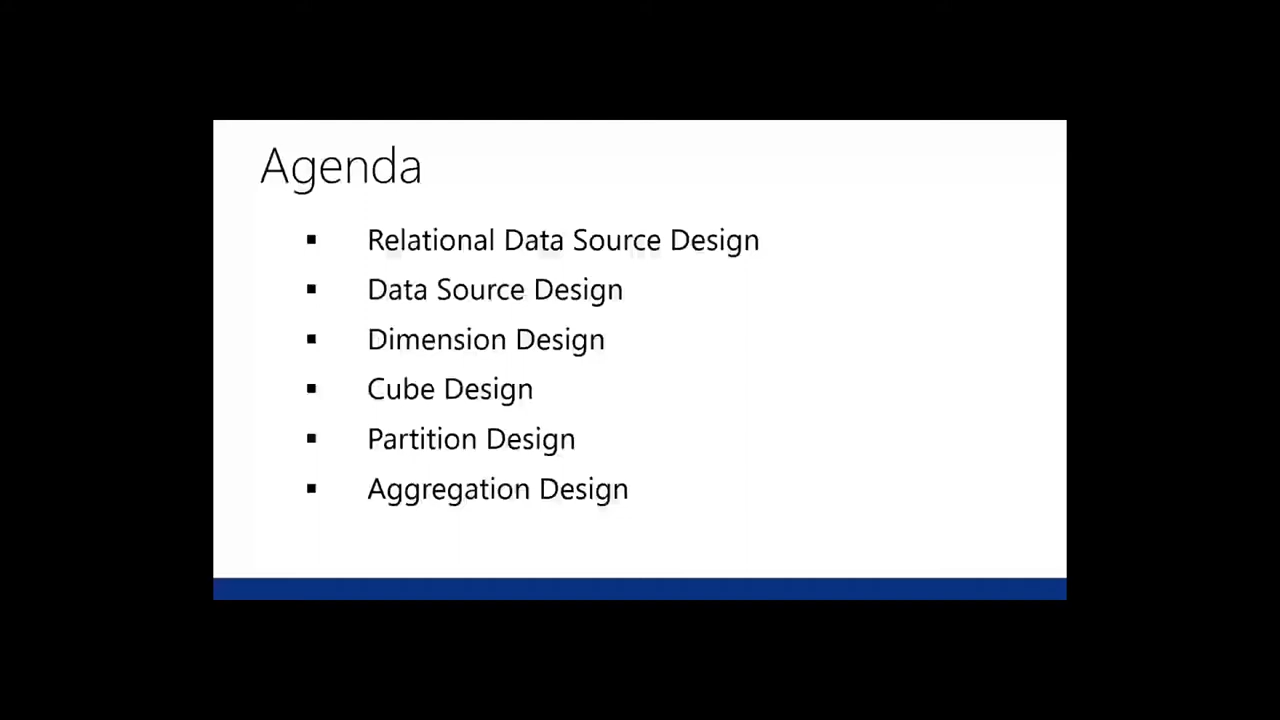 Agenda
▪ Relational Data Source Design
▪ Data Source Design
▪ Dimension Design
▪ Cube Design
▪ Partition Design
▪ Aggregation Design